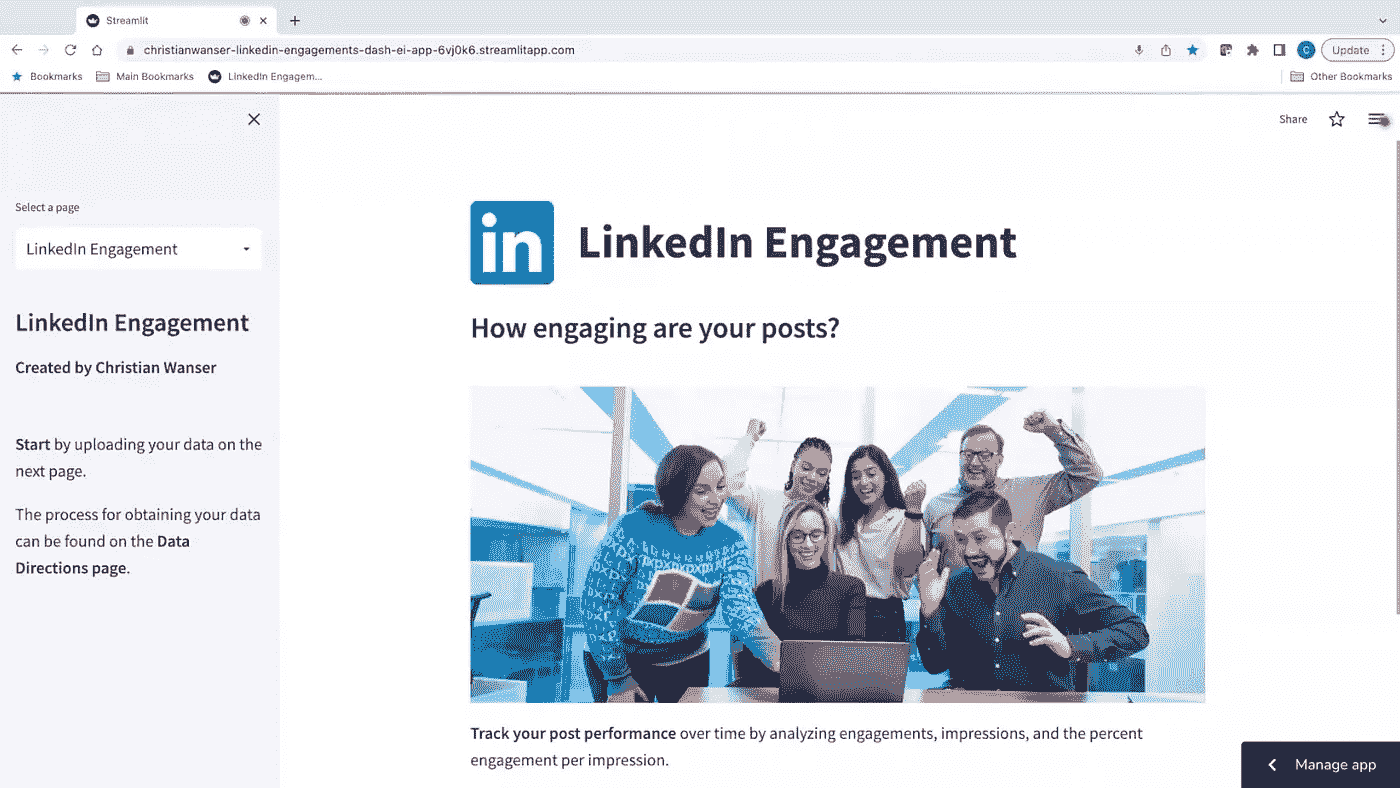 Streamlit
christianwanser-linkedin-engagements-dash-ei-app-6vj0k6.streamlitapp.com
C
Update
Bookmarks
Main Bookmarks
LinkedIn Engagem...
Other Bookmarks
Share
Select a page
LinkedIn Engagement
LinkedIn Engagement
Created by Christian Wanser
Start by uploading your data on the
next page.
The process for obtaining your data
can be found on the Data
Directions page.
in
LinkedIn Engagement
How engaging are your posts?
Track your post performance over time by analyzing engagements, impressions, and the percent
engagement per impression.
Manage app